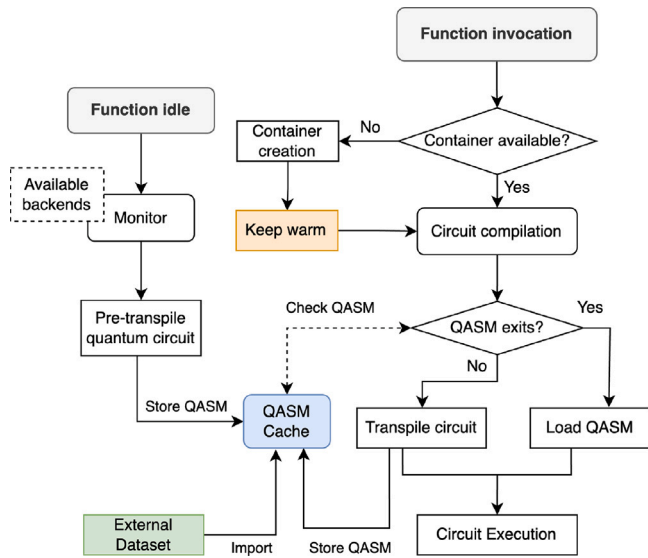 Function invocation
Function idle
Container
creation
No
Container available?
Available
backends
Monitor
Yes
Keep warm
Circuit compilation
Check QASM
Yes
Pre-transpile
quantum circuit
QASM exits?
No
Store QASM
QASM
Cache
Transpile circuit
Load QASM
External
Dataset
Import
Store QASM
Circuit Execution